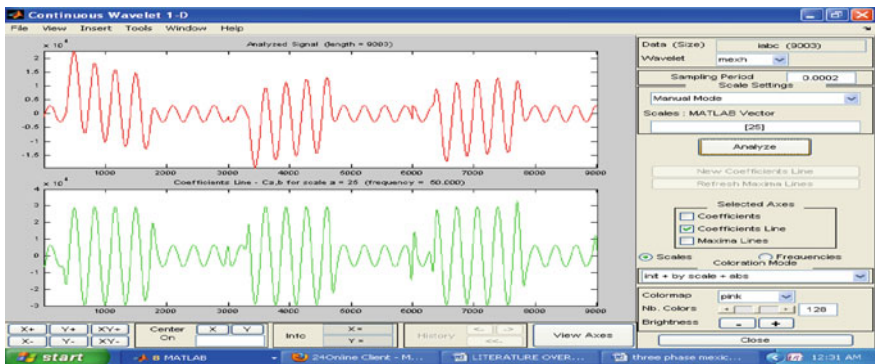 Continuous Wavelet 1-D
File View Insert Tools Window Help
x 10^4
Analyzed Signal (length = 9003)
2
1.5
1
0.5
0
-0.5
-1
-1.5
1000 2000 3000 4000 5000 6000 7000 8000 9000
x 10^4
Coefficients Line - Ca,b for scale a = 25 (frequency = 50.000)
4
3
2
1
0
-1
-2
-3
1000 2000 3000 4000 5000 6000 7000 8000 9000
Data (Size) iabc (9003)
Wavelet mexh
Sampling Period 0.0002
Scale Settings
Manual Mode
Scales : MATLAB Vector
[25]
Analyze
New Coefficients Line
Refresh Maxima Lines
Selected Axes
Coefficients
Coefficients Line
Maxima Lines
Scales Frequencies
Coloration Mode
init + by scale + abs
Colormap pink
Nb. Colors 128
Brightness - +
Close
X+ Y+ XY+ Center On X Y Info X = History <- -> View Axes
X- Y- XY- Y = <<-
start 8 MATLAB 24Online Client - M... LITERATURE OVER... three phase mexic... 12:31 AM